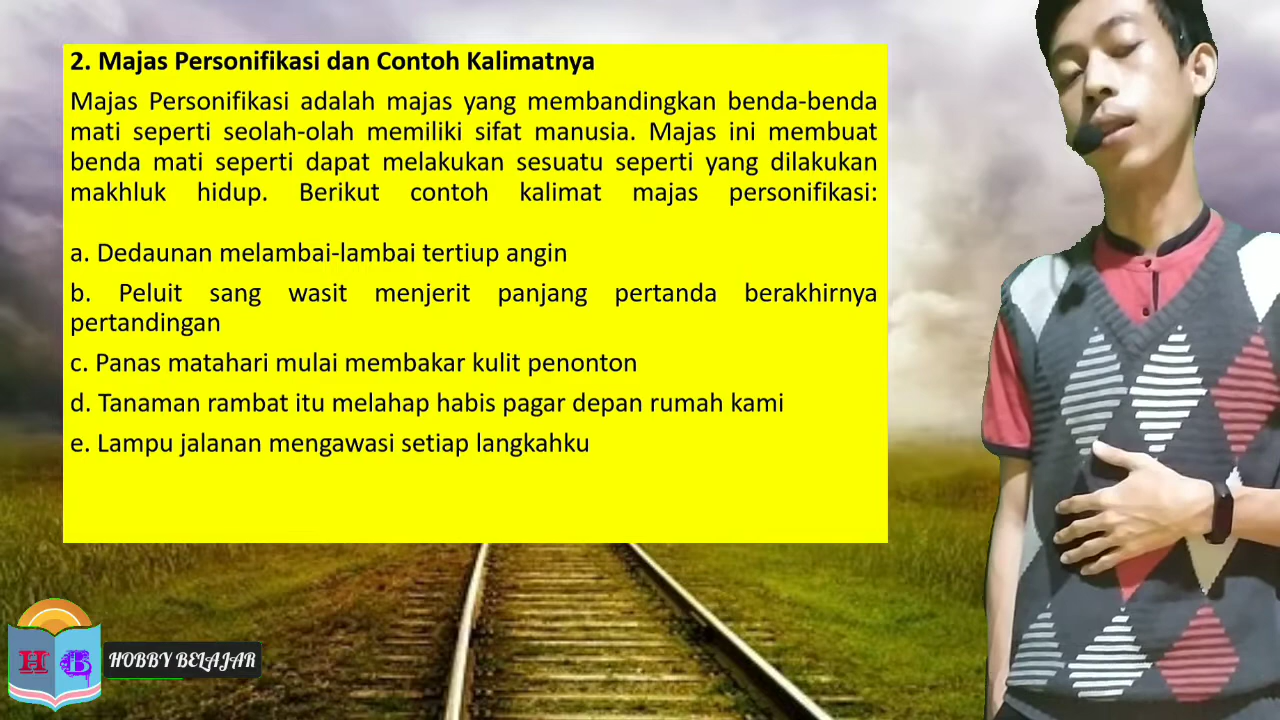 2. Majas Personifikasi dan Contoh Kalimatnya
Majas Personifikasi adalah majas yang membandingkan benda-benda
mati seperti seolah-olah memiliki sifat manusia. Majas ini membuat
benda mati seperti dapat melakukan sesuatu seperti yang dilakukan
makhluk hidup. Berikut contoh kalimat majas personifikasi:
a. Dedaunan melambai-lambai tertiup angin
b. Peluit sang wasit menjerit panjang pertanda berakhirnya
pertandingan
c. Panas matahari mulai membakar kulit penonton
d. Tanaman rambat itu melahap habis pagar depan rumah kami
e. Lampu jalanan mengawasi setiap langkahku
H B
HOBBY BELAJAR